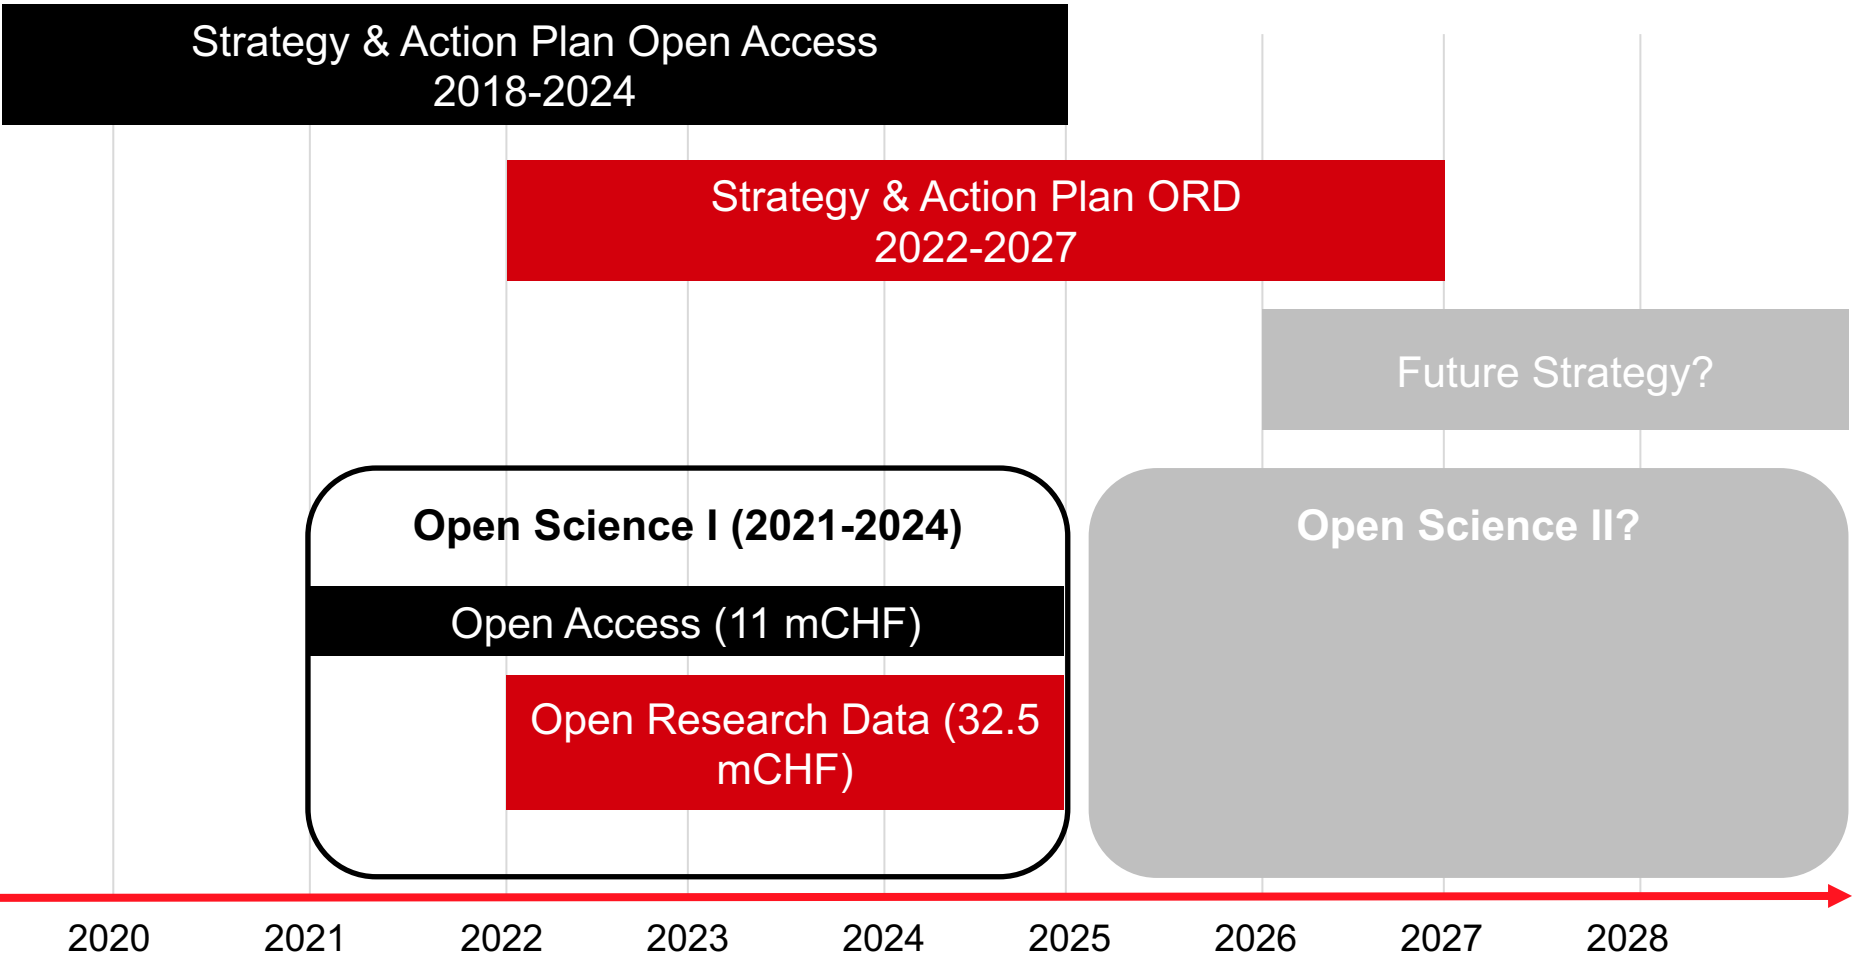 Strategy & Action Plan Open Access
2018-2024
Strategy & Action Plan ORD
2022-2027
Future Strategy?
Open Science I (2021-2024)
Open Science II?
Open Access (11 mCHF)
Open Research Data (32.5
mCHF)
2020 2021 2022 2023 2024 2025 2026 2027 2028